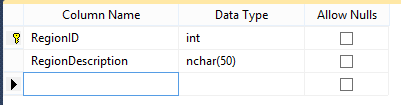 Column Name Data Type Allow Nulls
RegionID int
RegionDescription nchar(50)